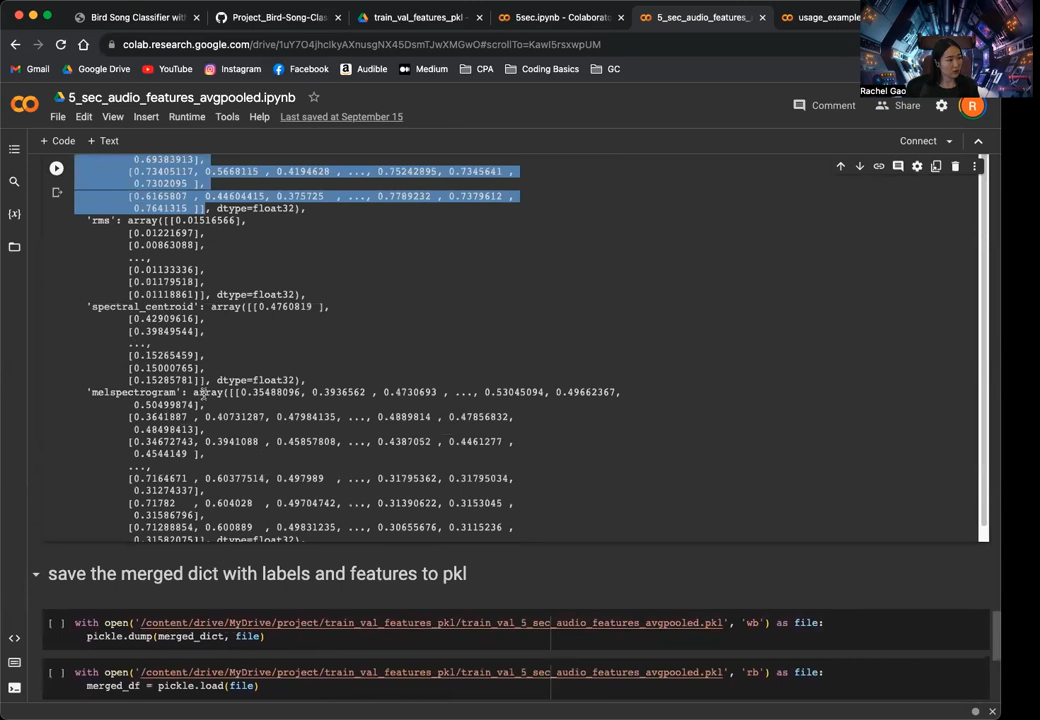 Bird Song Classifier with
Project_Bird-Song-Clas
train_val_features_pkl -
5sec.ipynb - Colaborato
5_sec_audio_features_
usage_example
colab.research.google.com/drive/1uY7O4jhclkyAXnusgNX45DsmTJwXMGwO#scrollTo=Kawl5rsxwpUM
Gmail
Google Drive
YouTube
Instagram
Facebook
Audible
Medium
CPA
Coding Basics
GC
Rachel Gao
5_sec_audio_features_avgpooled.ipynb
Comment
Share
R
File Edit View Insert Runtime Tools Help Last saved at September 15
+ Code + Text
Connect
0.69383913],
[0.73405117, 0.5668115 , 0.4194628 , ..., 0.75242895, 0.7345641 ,
0.7302095 ],
[0.6165807 , 0.44604415, 0.375725 , ..., 0.7789232 , 0.7379612 ,
0.7641315 ]], dtype=float32),
'rms': array([[0.01516566],
[0.01221697],
[0.00863088],
...,
[0.01133336],
[0.01179518],
[0.01118861]], dtype=float32),
'spectral_centroid': array([[0.4760819 ],
[0.42909616],
[0.39849544],
...,
[0.15265459],
[0.15000765],
[0.15285781]], dtype=float32),
'melspectrogram': array([[0.35488096, 0.3936562 , 0.4730693 , ..., 0.53045094, 0.49662367,
0.50499874],
[0.3641887 , 0.40731287, 0.47984135, ..., 0.4889814 , 0.47856832,
0.48498413],
[0.34672743, 0.3941088 , 0.45857808, ..., 0.4387052 , 0.4461277 ,
0.4544149 ],
...,
[0.7164671 , 0.60377514, 0.497989 , ..., 0.31795362, 0.31795034,
0.31274337],
[0.71782 , 0.604028 , 0.49704742, ..., 0.31390622, 0.3153045 ,
0.31586796],
[0.71288854, 0.600889 , 0.49831235, ..., 0.30655676, 0.3115236 ,
0.31582075]], dtype=float32),
save the merged dict with labels and features to pkl
[ ] with open('/content/drive/MyDrive/project/train_val_features_pkl/train_val_5_sec_audio_features_avgpooled.pkl', 'wb') as file:
pickle.dump(merged_dict, file)
[ ] with open('/content/drive/MyDrive/project/train_val_features_pkl/train_val_5_sec_audio_features_avgpooled.pkl', 'rb') as file:
merged_df = pickle.load(file)